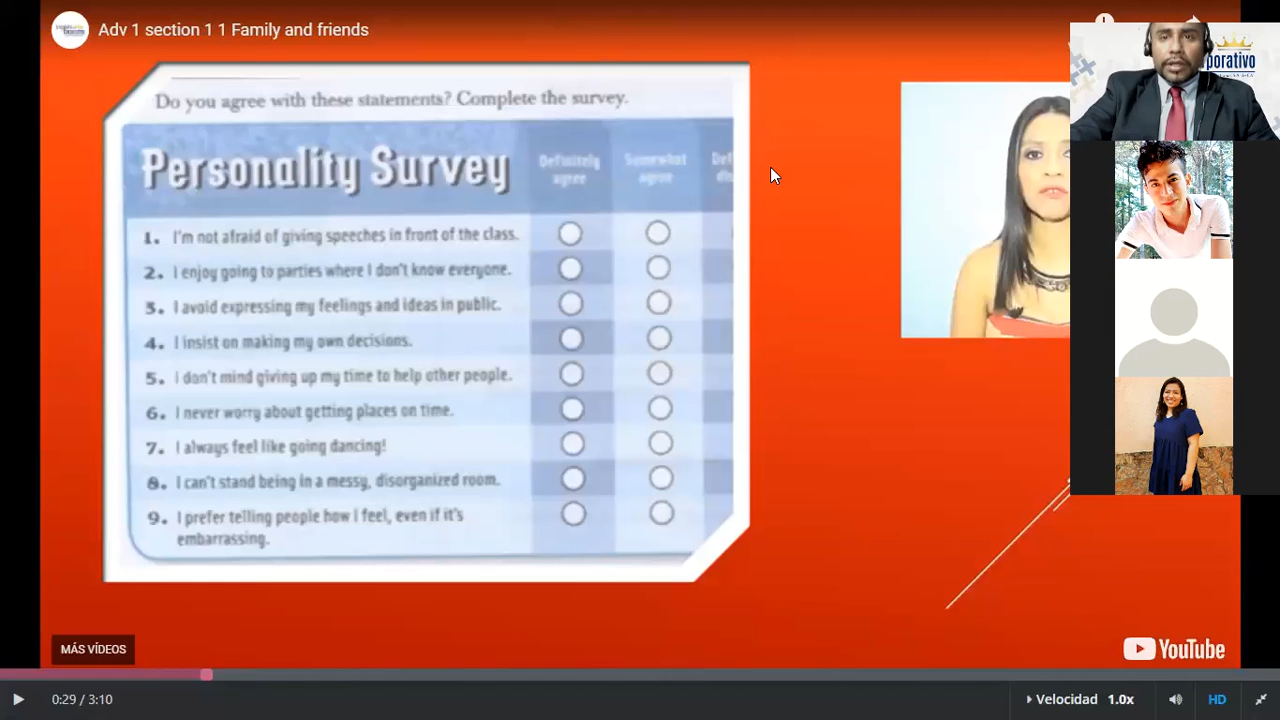 Adv 1 section 1 1 Family and friends
porativo
Do you agree with these statements? Complete the survey.
Personality Survey
Definitely agree
Somewhat agree
1. I'm not afraid of giving speeches in front of the class.
2. I enjoy going to parties where I don't know everyone.
3. I avoid expressing my feelings and ideas in public.
4. I insist on making my own decisions.
5. I don't mind giving up my time to help other people.
6. I never worry about getting places on time.
7. I always feel like going dancing!
8. I can't stand being in a messy, disorganized room.
9. I prefer telling people how I feel, even if it's
embarrassing.
MÁS VÍDEOS
YouTube
0:29 / 3:10
Velocidad 1.0x
HD